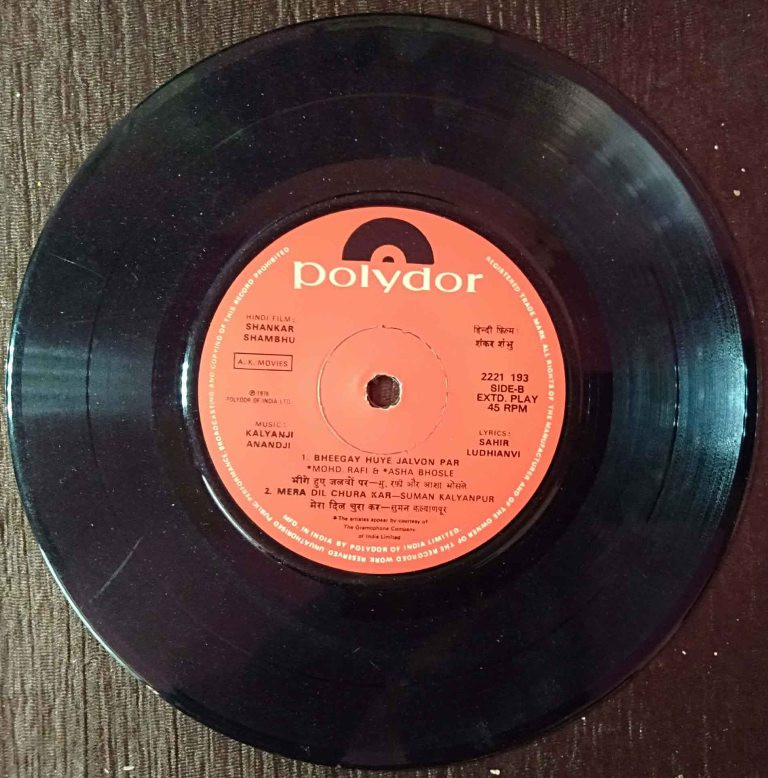 polydor
HINDI FILM:
SHANKAR
SHAMBHU
A. K. MOVIES
℗ 1976
POLYDOR OF INDIA LTD.
MUSIC:
KALYANJI
ANANDJI
हिन्दी फ़िल्म:
शंकर शंभु
2221 193
SIDE-B
EXTD. PLAY
45 RPM
LYRICS:
SAHIR
LUDHIANVI
1. BHEEGAY HUYE JALVON PAR
*MOHD. RAFI & *ASHA BHOSLE
भीगे हुए जलवों पर—मु. रफ़ी और आशा भोसले
2. MERA DIL CHURA KAR—SUMAN KALYANPUR
मेरा दिल चुरा कर—सुमन कल्याणपूर
* The artistes appear by courtesy of
The Gramophone Company
of India Limited
MFD. IN INDIA BY POLYDOR OF INDIA LIMITED.
REGISTERED TRADE MARK. ALL RIGHTS OF THE MANUFACTURER AND OF THE OWNER OF THE RECORDED WORK RESERVED. UNAUTHORISED PUBLIC PERFORMANCE, BROADCASTING AND COPYING OF THIS RECORD PROHIBITED